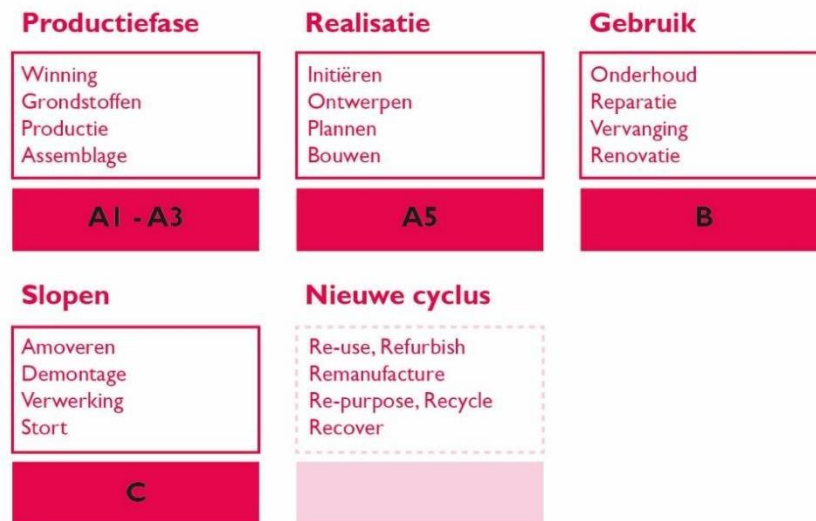 Productiefase
Winning
Grondstoffen
Productie
Assemblage
A1 - A3
Realisatie
Initiëren
Ontwerpen
Plannen
Bouwen
A5
Gebruik
Onderhoud
Reparatie
Vervanging
Renovatie
B
Slopen
Amoveren
Demontage
Verwerking
Stort
C
Nieuwe cyclus
Re-use, Refurbish
Remanufacture
Re-purpose, Recycle
Recover